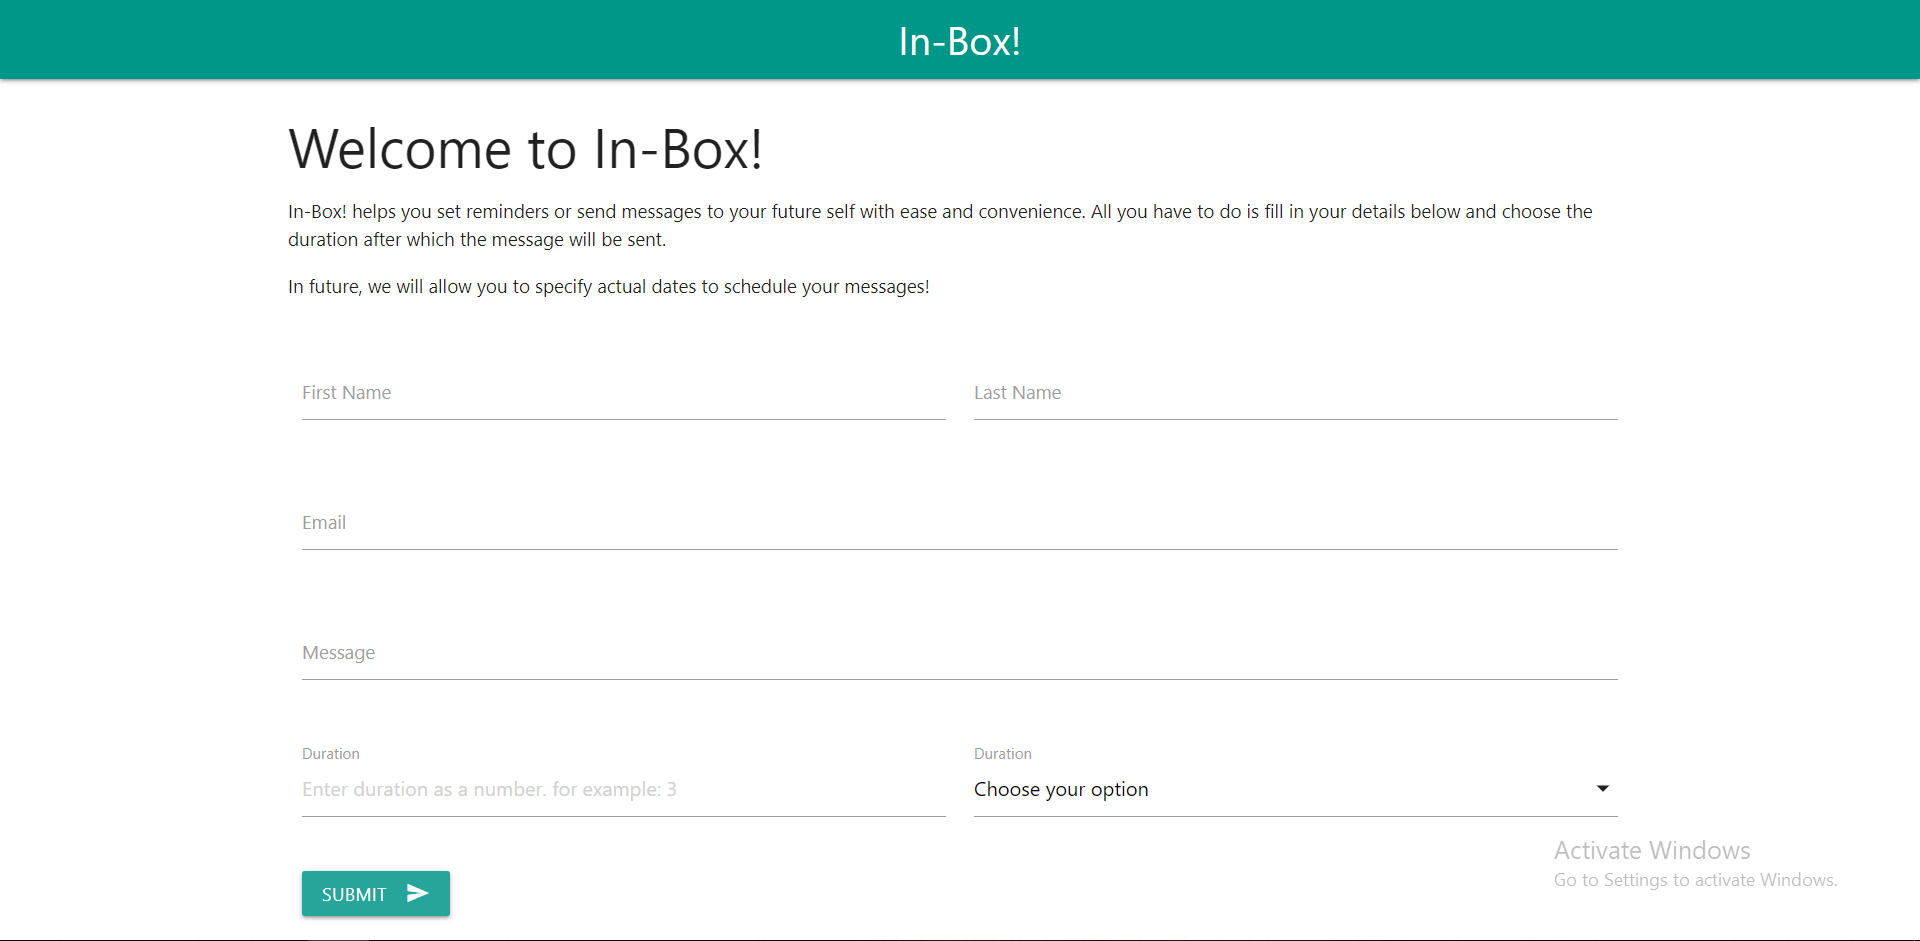 In-Box!
Welcome to In-Box!
In-Box! helps you set reminders or send messages to your future self with ease and convenience. All you have to do is fill in your details below and choose the
duration after which the message will be sent.
In future, we will allow you to specify actual dates to schedule your messages!
First Name
Last Name
Email
Message
Duration
Enter duration as a number. for example: 3
Duration
Choose your option
SUBMIT
Activate Windows
Go to Settings to activate Windows.